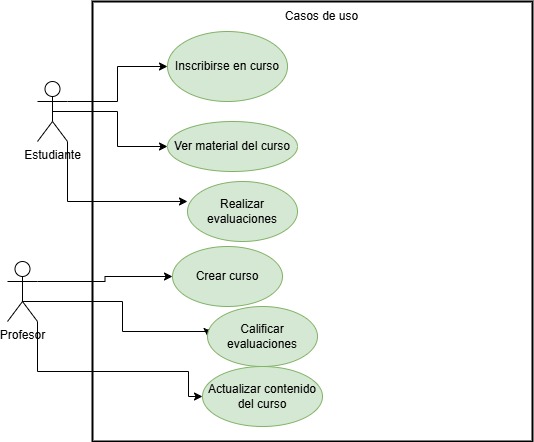 Casos de uso
Inscribirse en curso
Estudiante
Ver material del curso
Realizar
evaluaciones
Crear curso
Profesor
Calificar
evaluaciones
Actualizar contenido
del curso